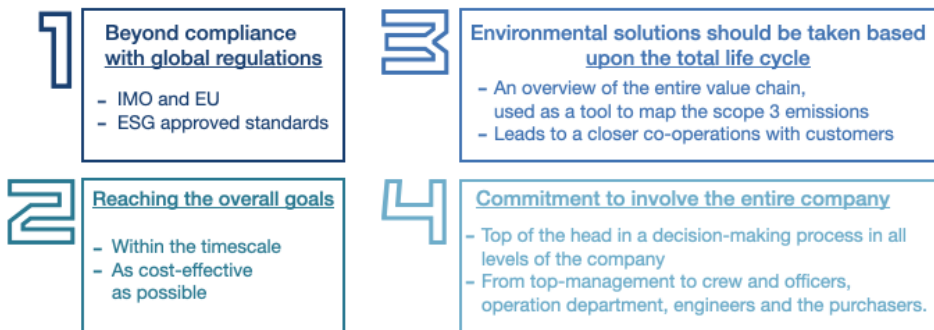 1
Beyond compliance
with global regulations
- IMO and EU
- ESG approved standards
2
Reaching the overall goals
- Within the timescale
- As cost-effective
as possible
3
Environmental solutions should be taken based
upon the total life cycle
- An overview of the entire value chain,
used as a tool to map the scope 3 emissions
- Leads to a closer co-operations with customers
4
Commitment to involve the entire company
- Top of the head in a decision-making process in all
levels of the company
- From top-management to crew and officers,
operation department, engineers and the purchasers.